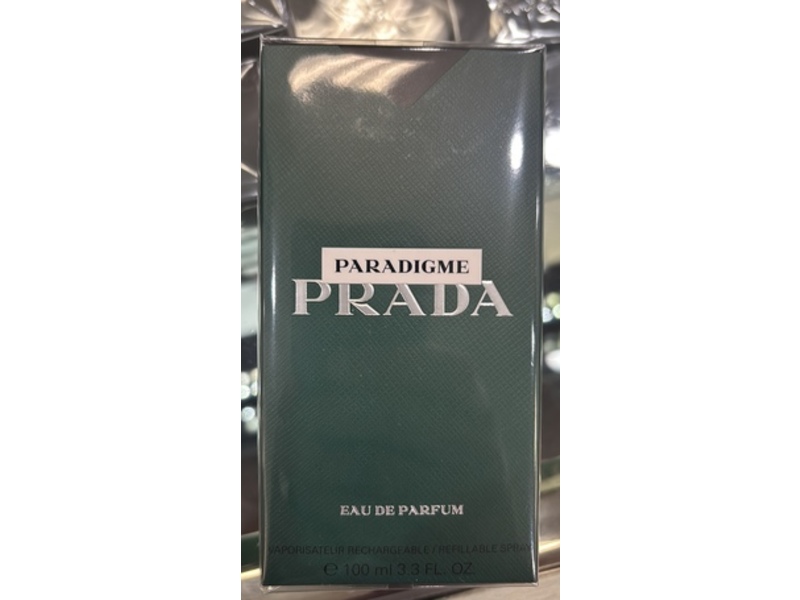 PARADIGME
PRADA
EAU DE PARFUM
VAPORISATEUR RECHARGEABLE / REFILLABLE SPRAY
℮ 100 ml 3.3 FL. OZ.